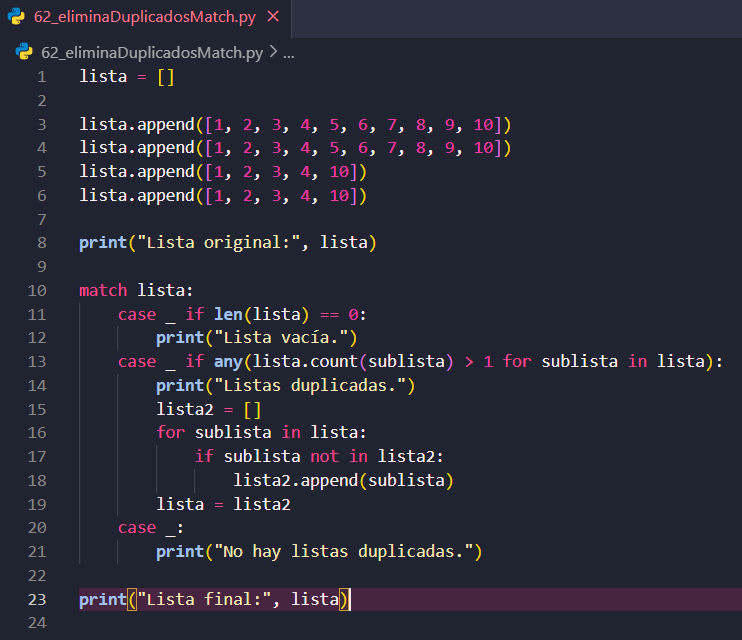 62_eliminaDuplicadosMatch.py ×
62_eliminaDuplicadosMatch.py > ...
1 lista = []
2
3 lista.append([1, 2, 3, 4, 5, 6, 7, 8, 9, 10])
4 lista.append([1, 2, 3, 4, 5, 6, 7, 8, 9, 10])
5 lista.append([1, 2, 3, 4, 10])
6 lista.append([1, 2, 3, 4, 10])
7
8 print("Lista original:", lista)
9
10 match lista:
11     case _ if len(lista) == 0:
12         print("Lista vacía.")
13     case _ if any(lista.count(sublista) > 1 for sublista in lista):
14         print("Listas duplicadas.")
15         lista2 = []
16         for sublista in lista:
17             if sublista not in lista2:
18                 lista2.append(sublista)
19         lista = lista2
20     case _:
21         print("No hay listas duplicadas.")
22
23 print("Lista final:", lista)
24